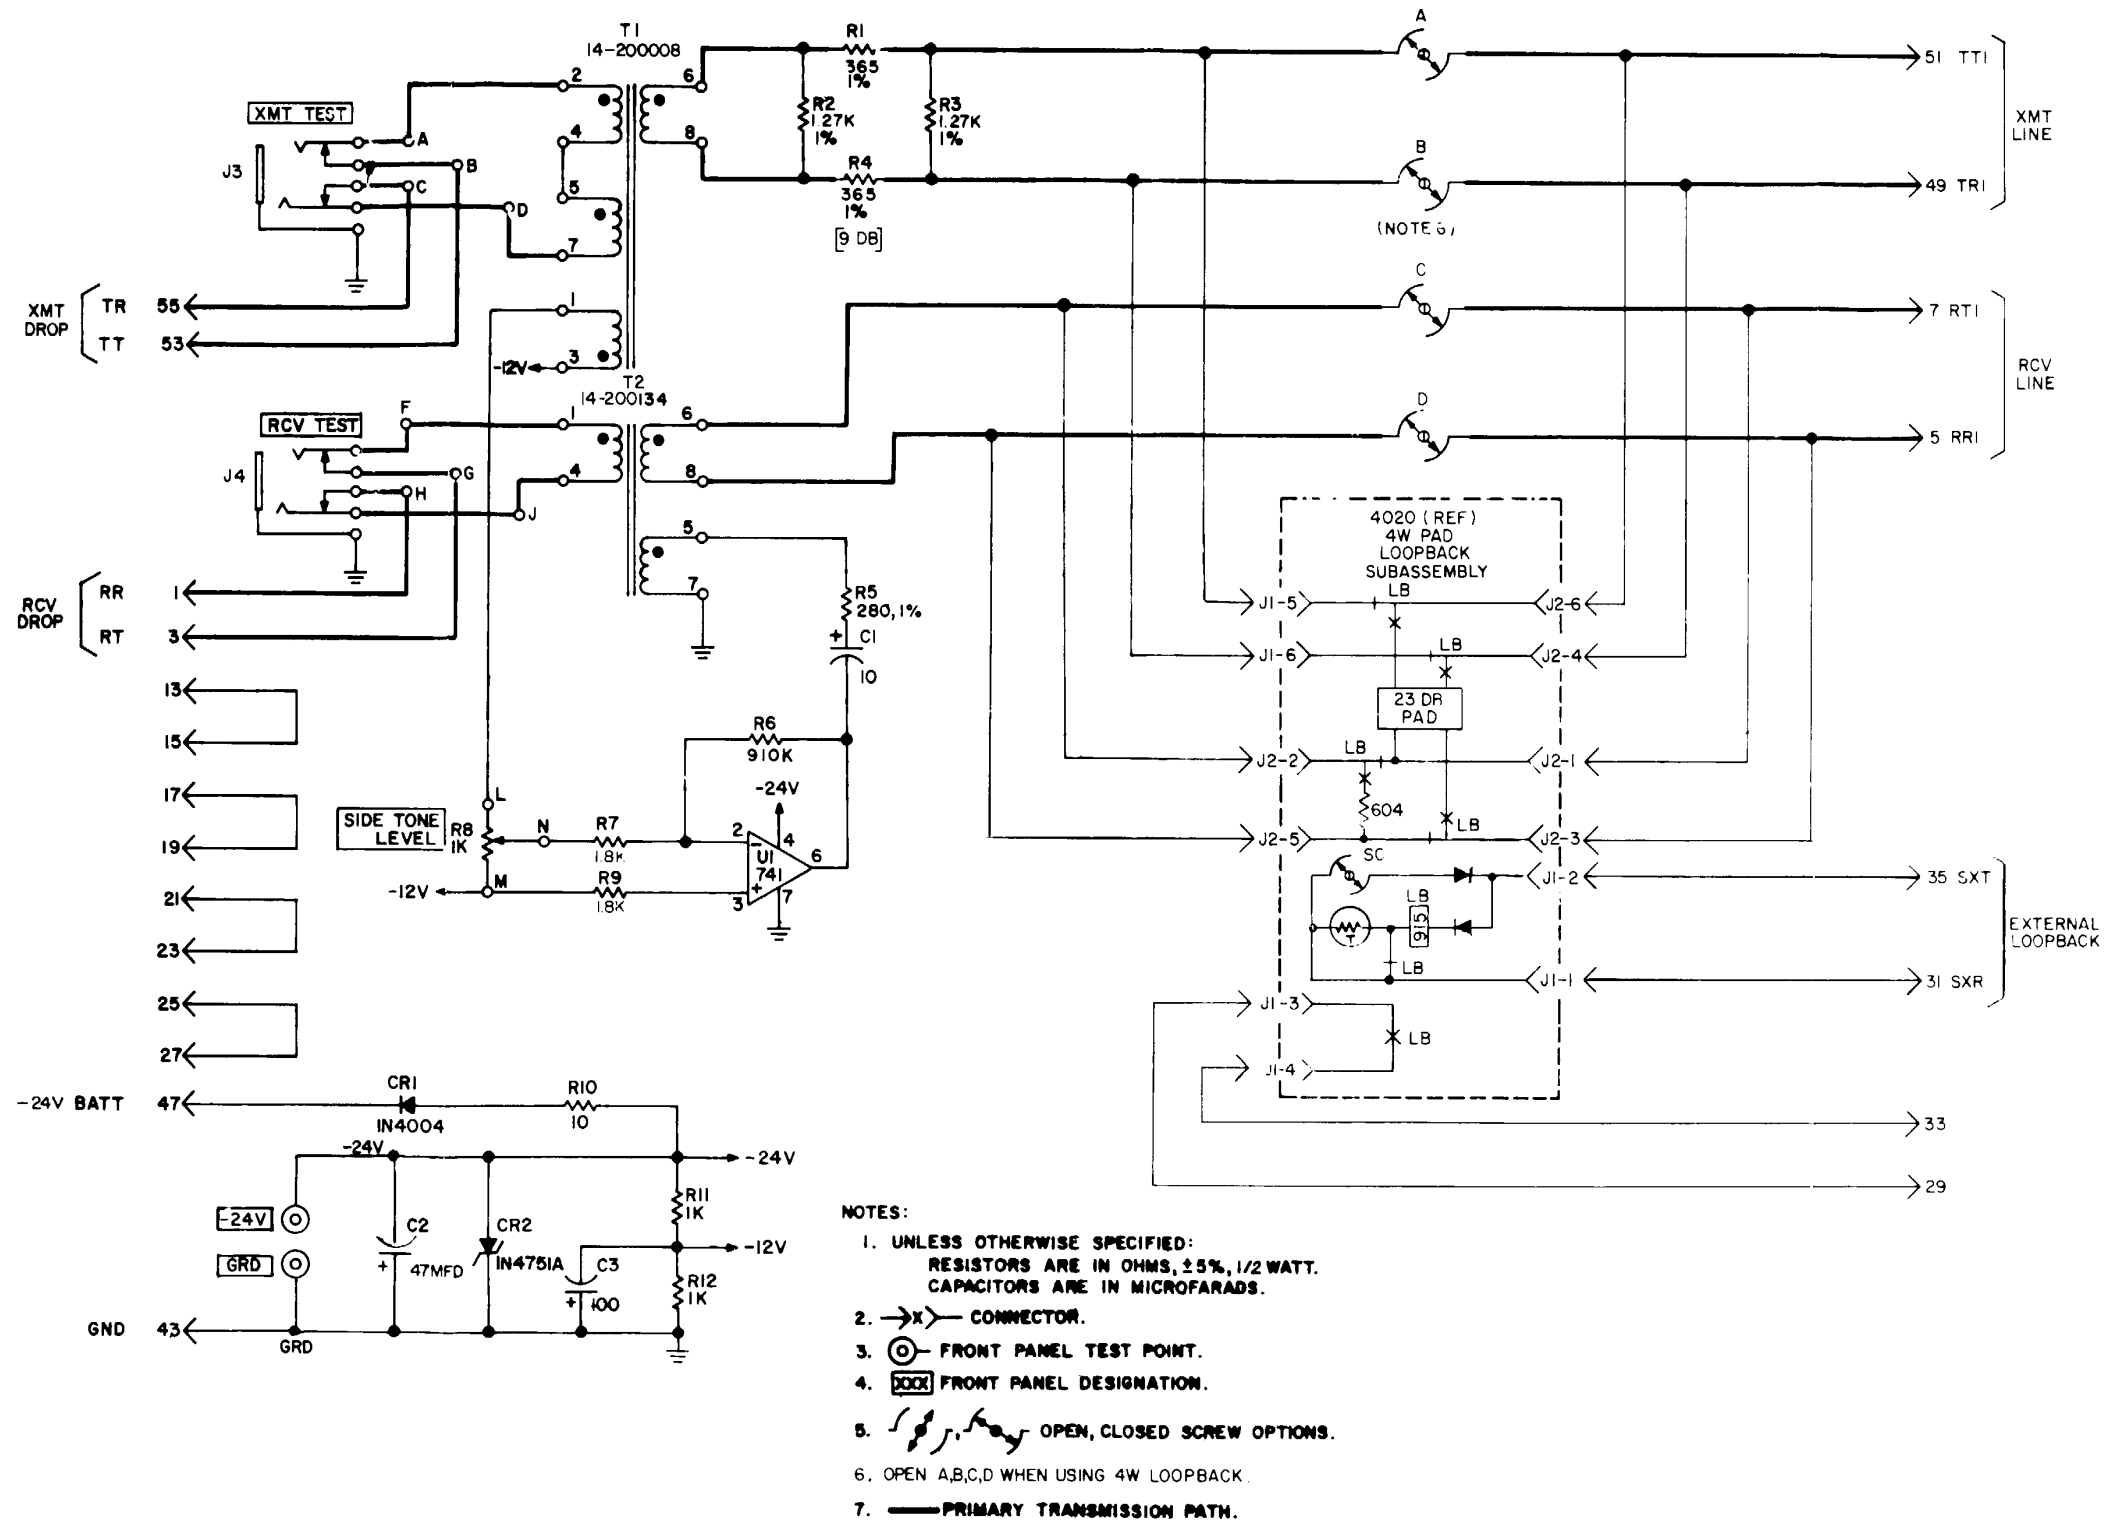 T1
14-200008
XMT TEST
J3
A
B
C
D
2
4
5
7
1
3
-12V
6
8
R1
365
1%
R2
1.27K
1%
R3
1.27K
1%
R4
365
1%
[9 DB]
A
B
(NOTE 6)
C
D
51 TT1
49 TR1
XMT
LINE
7 RT1
5 RR1
RCV
LINE
XMT
DROP
TR 55
TT 53
T2
14-200134
RCV TEST
J4
F
G
H
J
1
4
6
8
5
7
RCV
DROP
RR 1
RT 3
R5
280,1%
+ C1
10
13
15
17
19
21
23
25
27
SIDE TONE
LEVEL
R8
1K
L
N
M
-12V
R7
1.8K
R9
1.8K
R6
910K
-24V
2
3
4
6
7
-
+
U1
741
4020 (REF)
4W PAD
LOOPBACK
SUBASSEMBLY
LB
J1-5
J2-6
LB
J1-6
J2-4
23 DB
PAD
LB
J2-2
J2-1
604
LB
J2-5
J2-3
SC
J1-2
LB
915
T
LB
J1-1
J1-3
LB
J1-4
35 SXT
31 SXR
EXTERNAL
LOOPBACK
33
29
-24V BATT 47
CR1
IN4004
R10
10
-24V
-24V
-24V
GRD
C2
+ 47MFD
CR2
IN4751A
C3
+ 100
R11
1K
-12V
R12
1K
GND 43
GRD
NOTES:
1. UNLESS OTHERWISE SPECIFIED:
RESISTORS ARE IN OHMS, ±5%, 1/2 WATT.
CAPACITORS ARE IN MICROFARADS.
2. X CONNECTOR.
3. FRONT PANEL TEST POINT.
4. XXX FRONT PANEL DESIGNATION.
5. , OPEN, CLOSED SCREW OPTIONS.
6. OPEN A,B,C,D WHEN USING 4W LOOPBACK.
7. PRIMARY TRANSMISSION PATH.